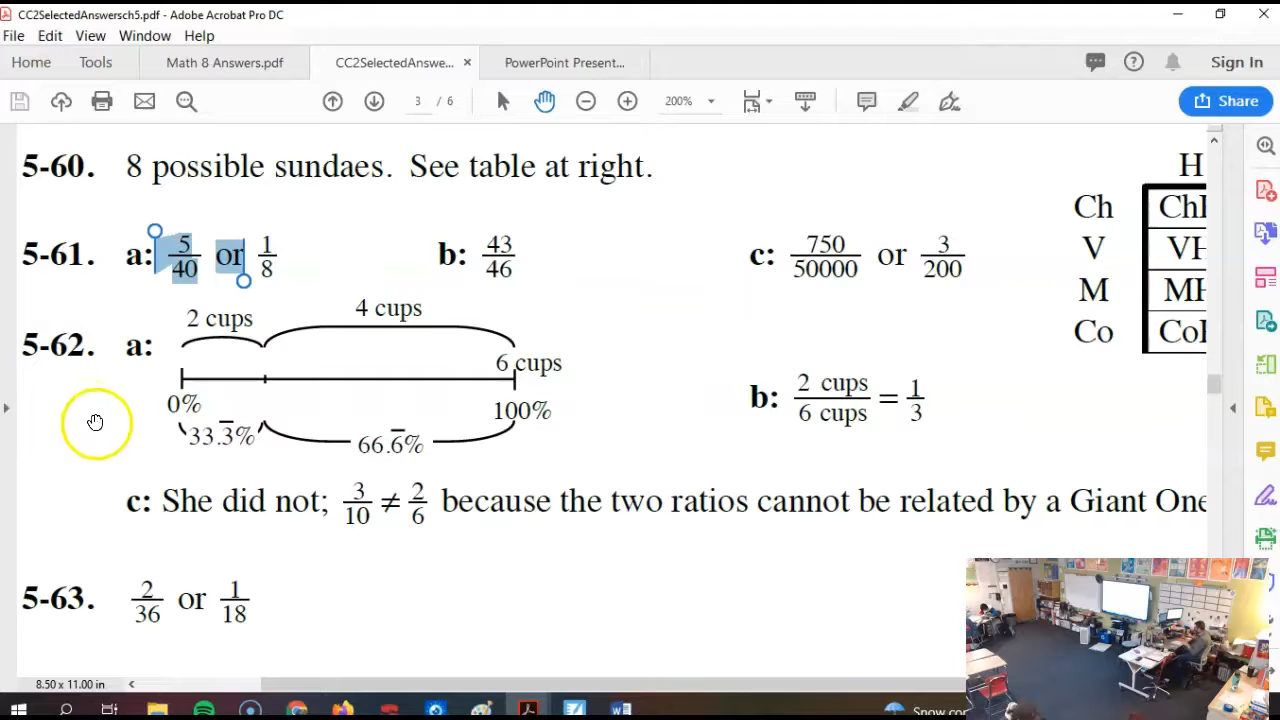 CC2SelectedAnswersch5.pdf - Adobe Acrobat Pro DC
File Edit View Window Help
Home Tools Math 8 Answers.pdf CC2SelectedAnswe... × PowerPoint Present... Sign In
3 / 6 200% Share
5-60. 8 possible sundaes. See table at right.
H
Ch Ch
V VH
M
Co Co
5-61. a: 5/40 or 1/8 b: 43/46 c: 750/50000 or 3/200
2 cups 4 cups
5-62. a:
6 cups
0% 100%
33.3̅% 66.6̅%
b: 2 cups/6 cups = 1/3
c: She did not; 3/10 ≠ 2/6 because the two ratios cannot be related by a Giant One
5-63. 2/36 or 1/18
8.50 x 11.00 in
Snow